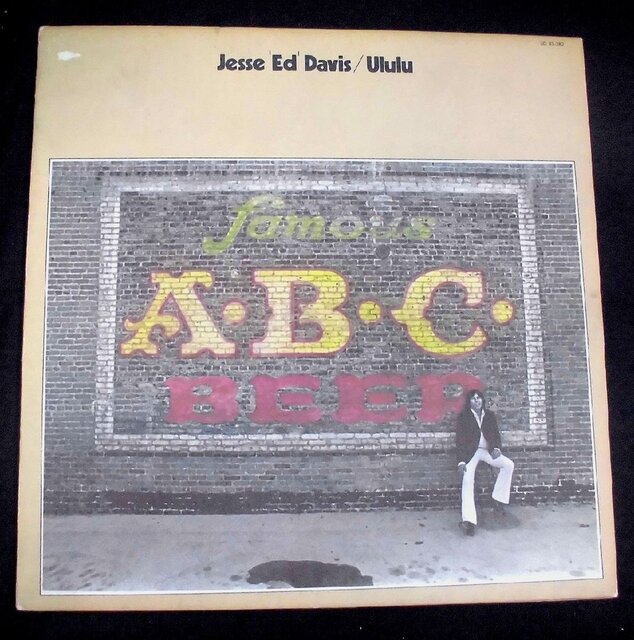 Jesse 'Ed' Davis / Ululu
famous
A·B·C·
BEER